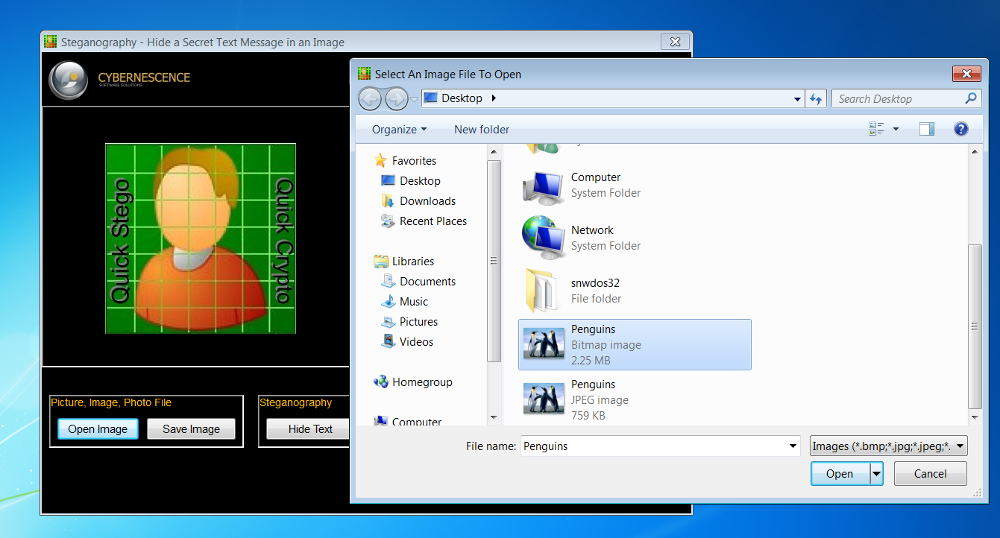 Steganography - Hide a Secret Text Message in an Image
CYBERNESCENCE
SOFTWARE SOLUTIONS
Quick Stego
Quick Crypto
Picture, Image, Photo File
Open Image
Save Image
Steganography
Hide Text
Select An Image File To Open
Desktop
Search Desktop
Organize
New folder
Favorites
Desktop
Downloads
Recent Places
Libraries
Documents
Music
Pictures
Videos
Homegroup
Computer
Computer
System Folder
Network
System Folder
snwdos32
File folder
Penguins
Bitmap image
2.25 MB
Penguins
JPEG image
759 KB
File name:
Penguins
Images (*.bmp;*.jpg;*.jpeg;*.
Open
Cancel